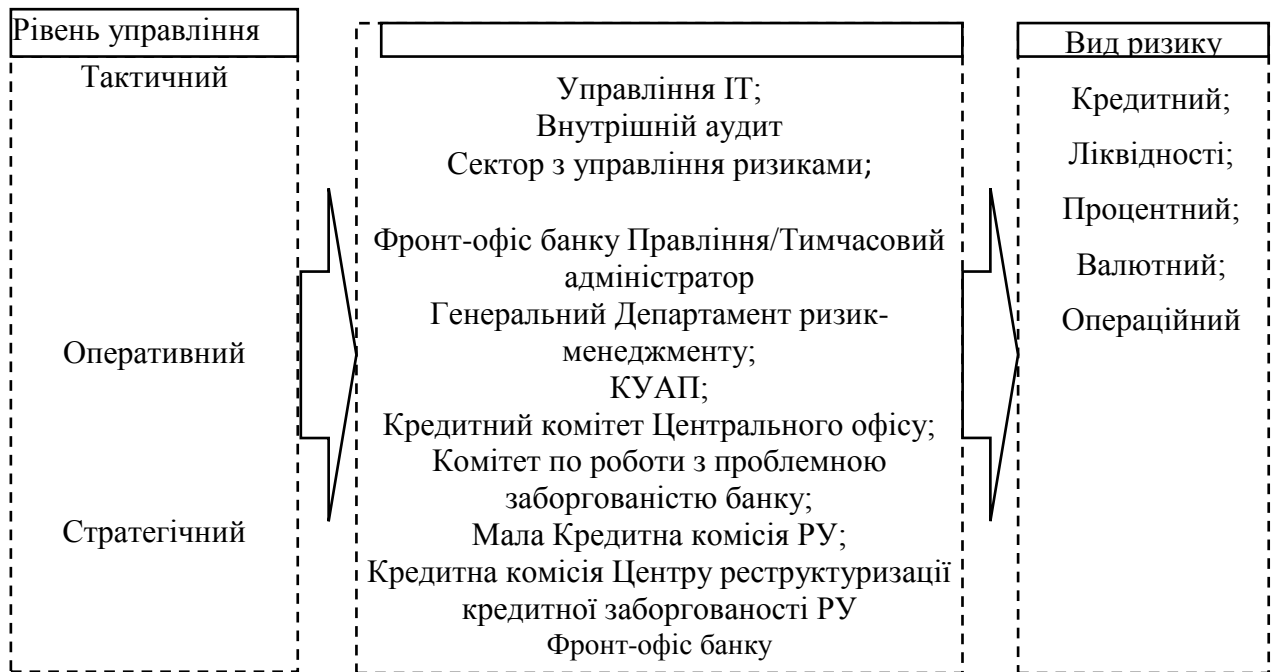 Рівень управління
Тактичний
Оперативний
Стратегічний
Управління ІТ;
Внутрішній аудит
Сектор з управління ризиками;
Фронт-офіс банку Правління/Тимчасовий
адміністратор
Генеральний Департамент ризик-
менеджменту;
КУАП;
Кредитний комітет Центрального офісу;
Комітет по роботи з проблемною
заборгованістю банку;
Мала Кредитна комісія РУ;
Кредитна комісія Центру реструктуризації
кредитної заборгованості РУ
Фронт-офіс банку
Вид ризику
Кредитний;
Ліквідності;
Процентний;
Валютний;
Операційний